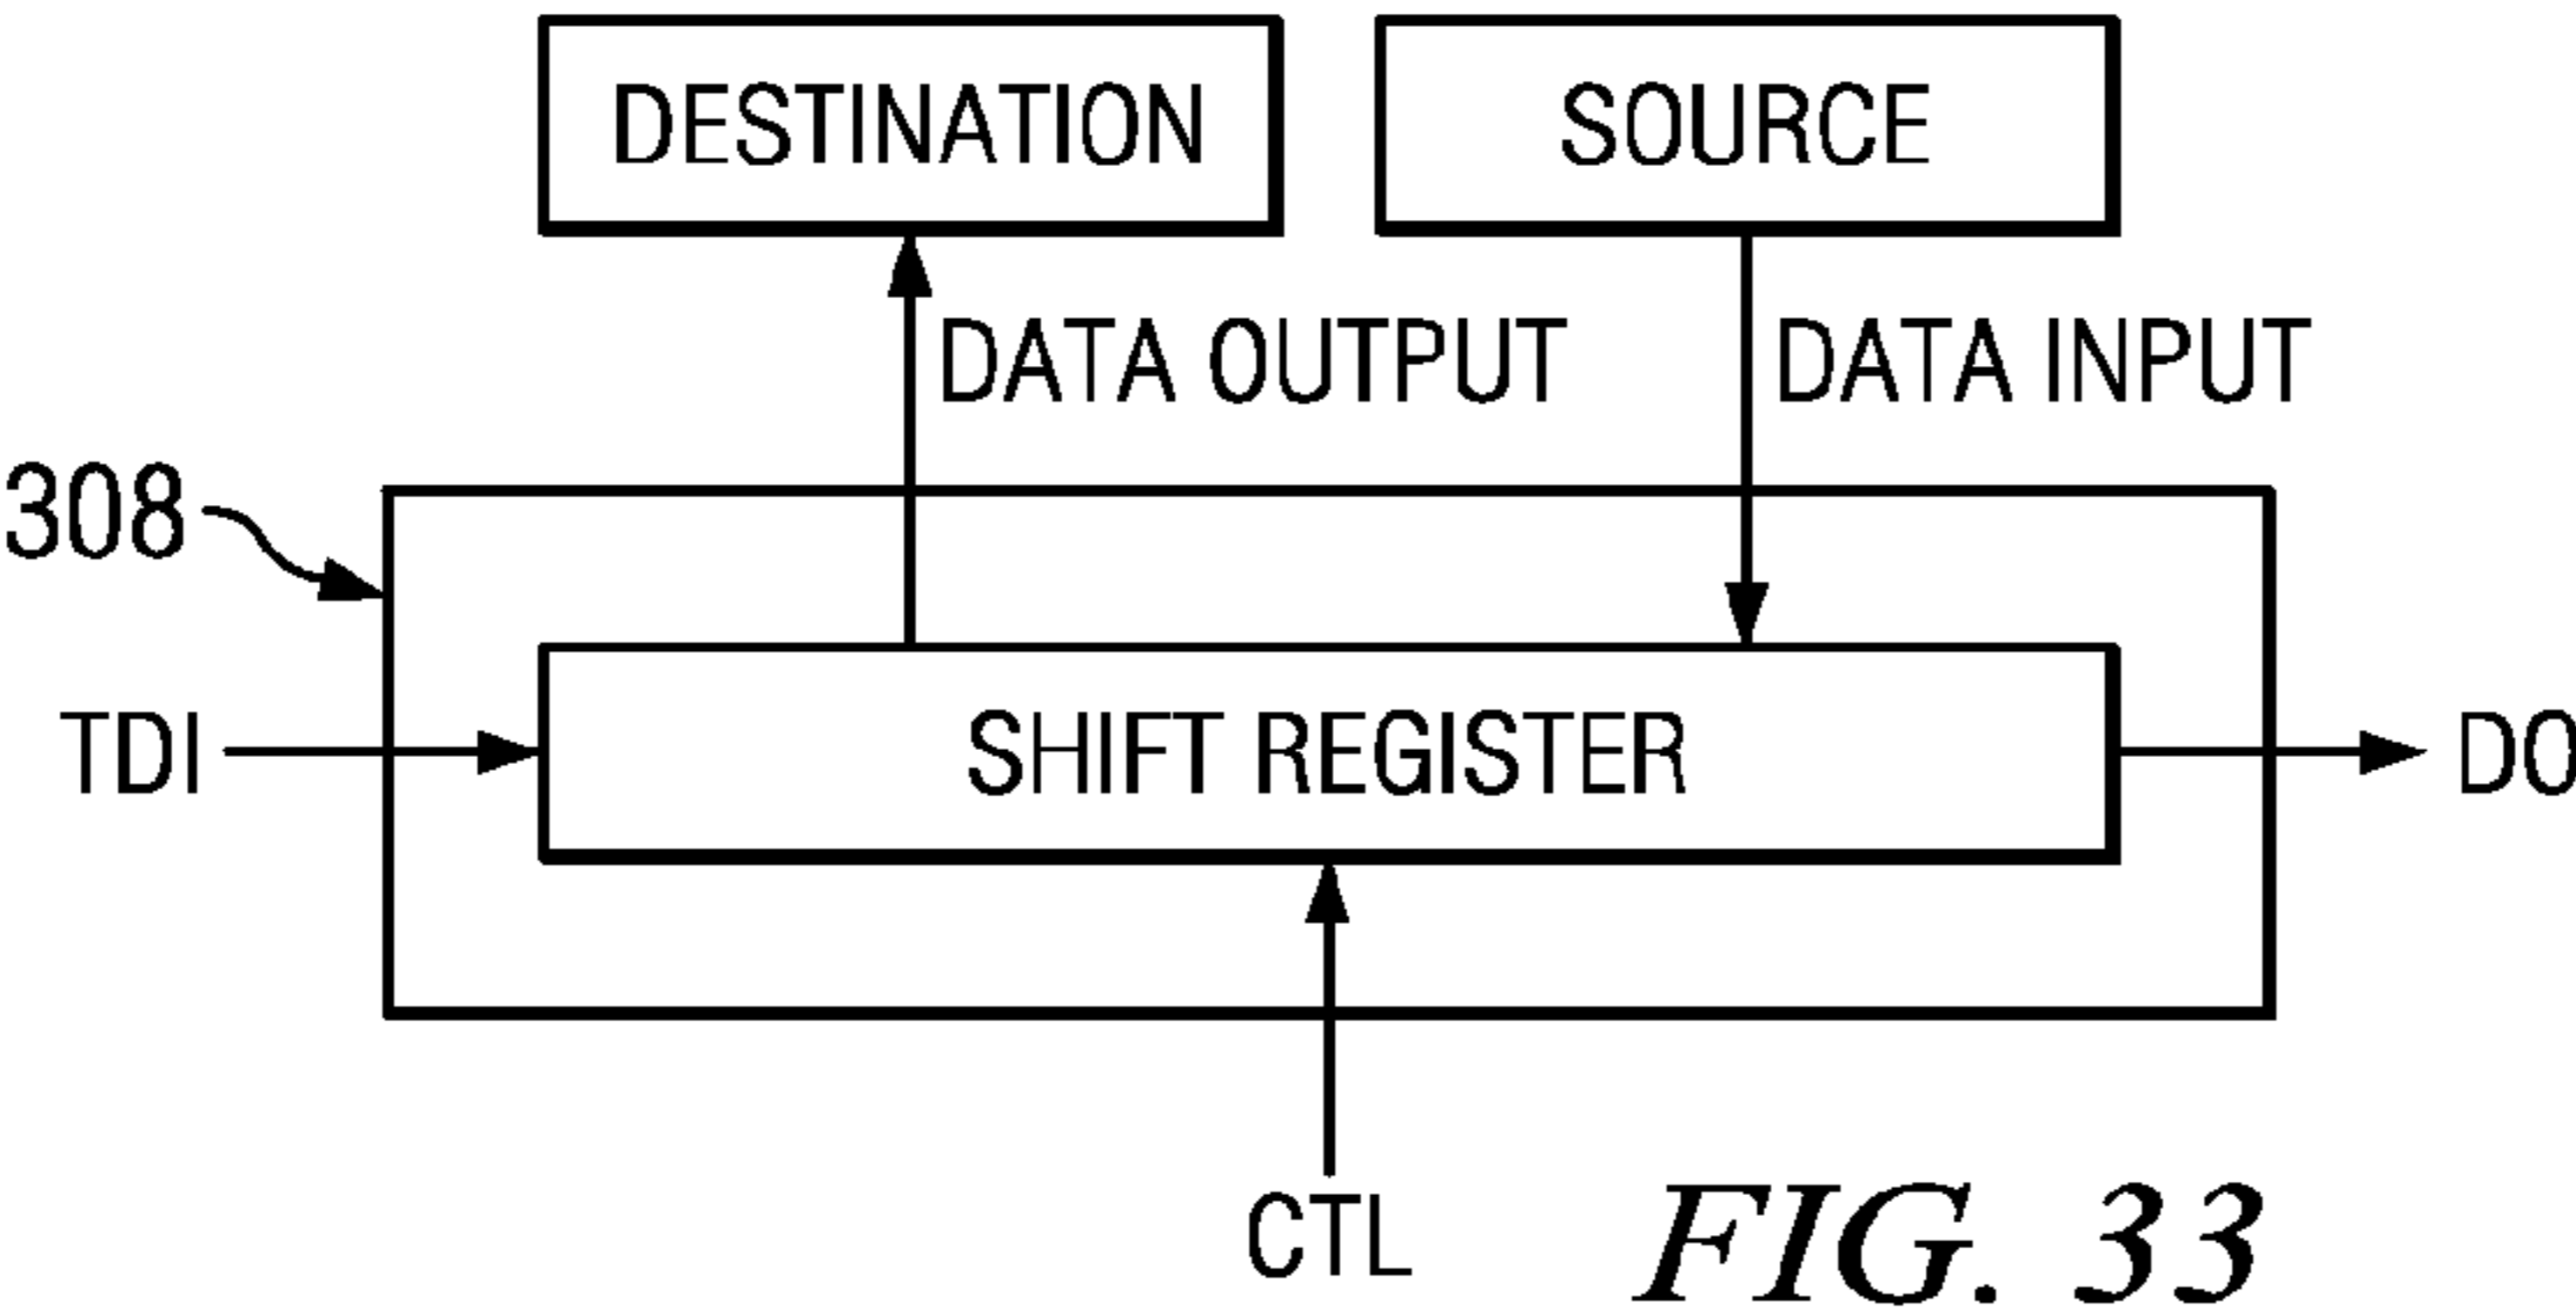 DESTINATION
SOURCE
DATA OUTPUT
DATA INPUT
308
TDI
SHIFT REGISTER
DO
CTL
FIG. 33